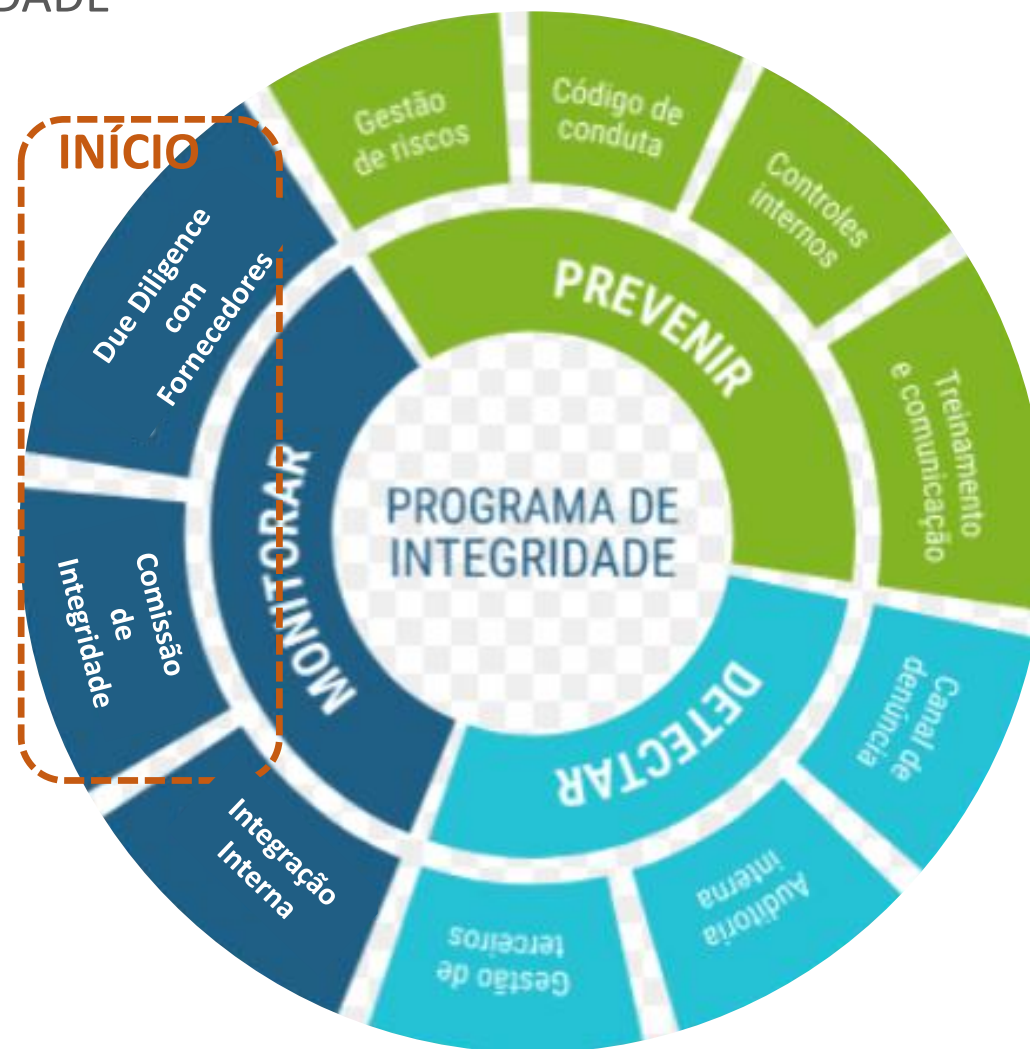 INÍCIO
Gestão
de riscos
Código de
conduta
Controles
internos
Treinamento
e comunicação
PREVENIR
Due Diligence
com
Fornecedores
MONITORAR
PROGRAMA DE
INTEGRIDADE
Comissão
de
Integridade
Integração
Interna
DETECTAR
Canal de
denúncia
Auditoria
interna
Gestão de
terceiros